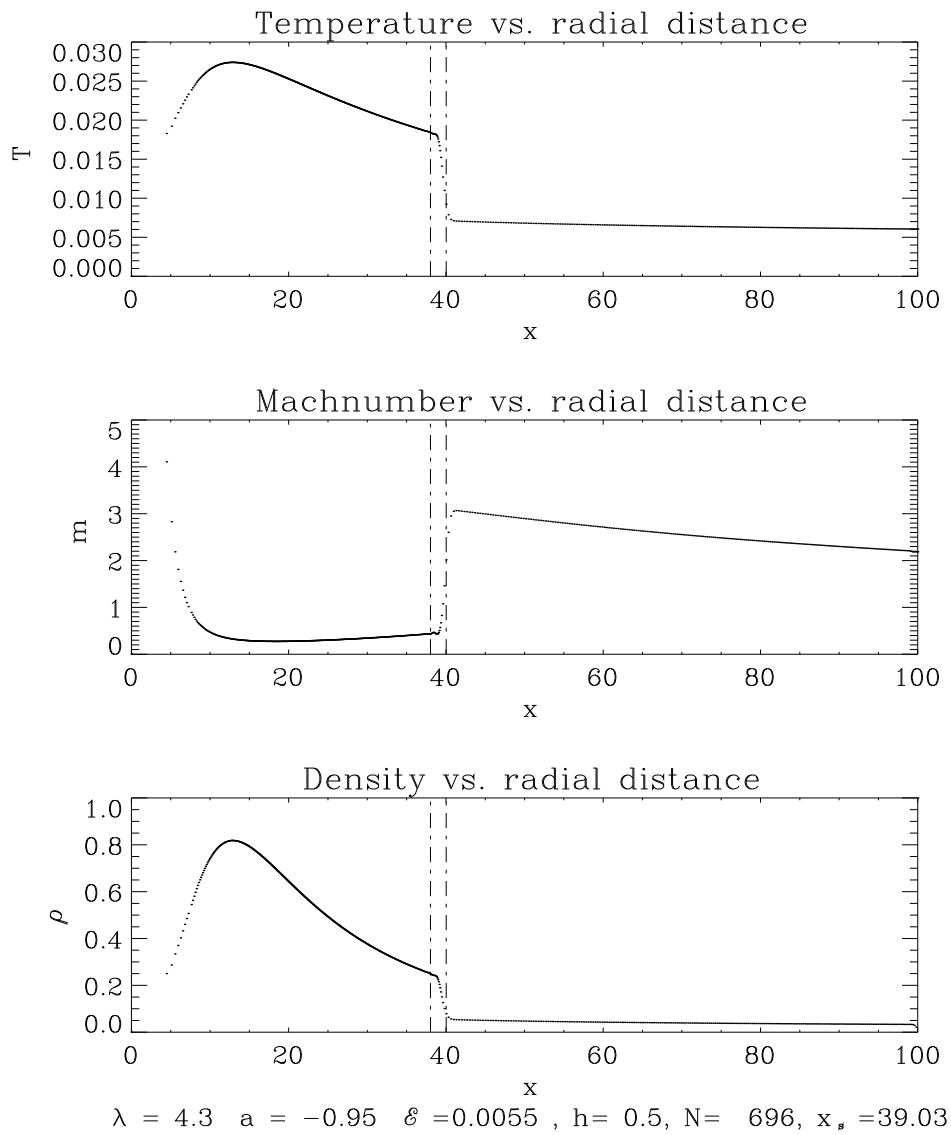 Temperature vs. radial distance
0.030
0.025
0.020
0.015
0.010
0.005
0.000
T
0 20 40 60 80 100
x
Machnumber vs. radial distance
5
4
3
2
1
0
m
0 20 40 60 80 100
x
Density vs. radial distance
1.0
0.8
0.6
0.4
0.2
0.0
ρ
0 20 40 60 80 100
x
λ = 4.3 a = −0.95 ℰ =0.0055 , h= 0.5, N= 696, xₛ =39.03